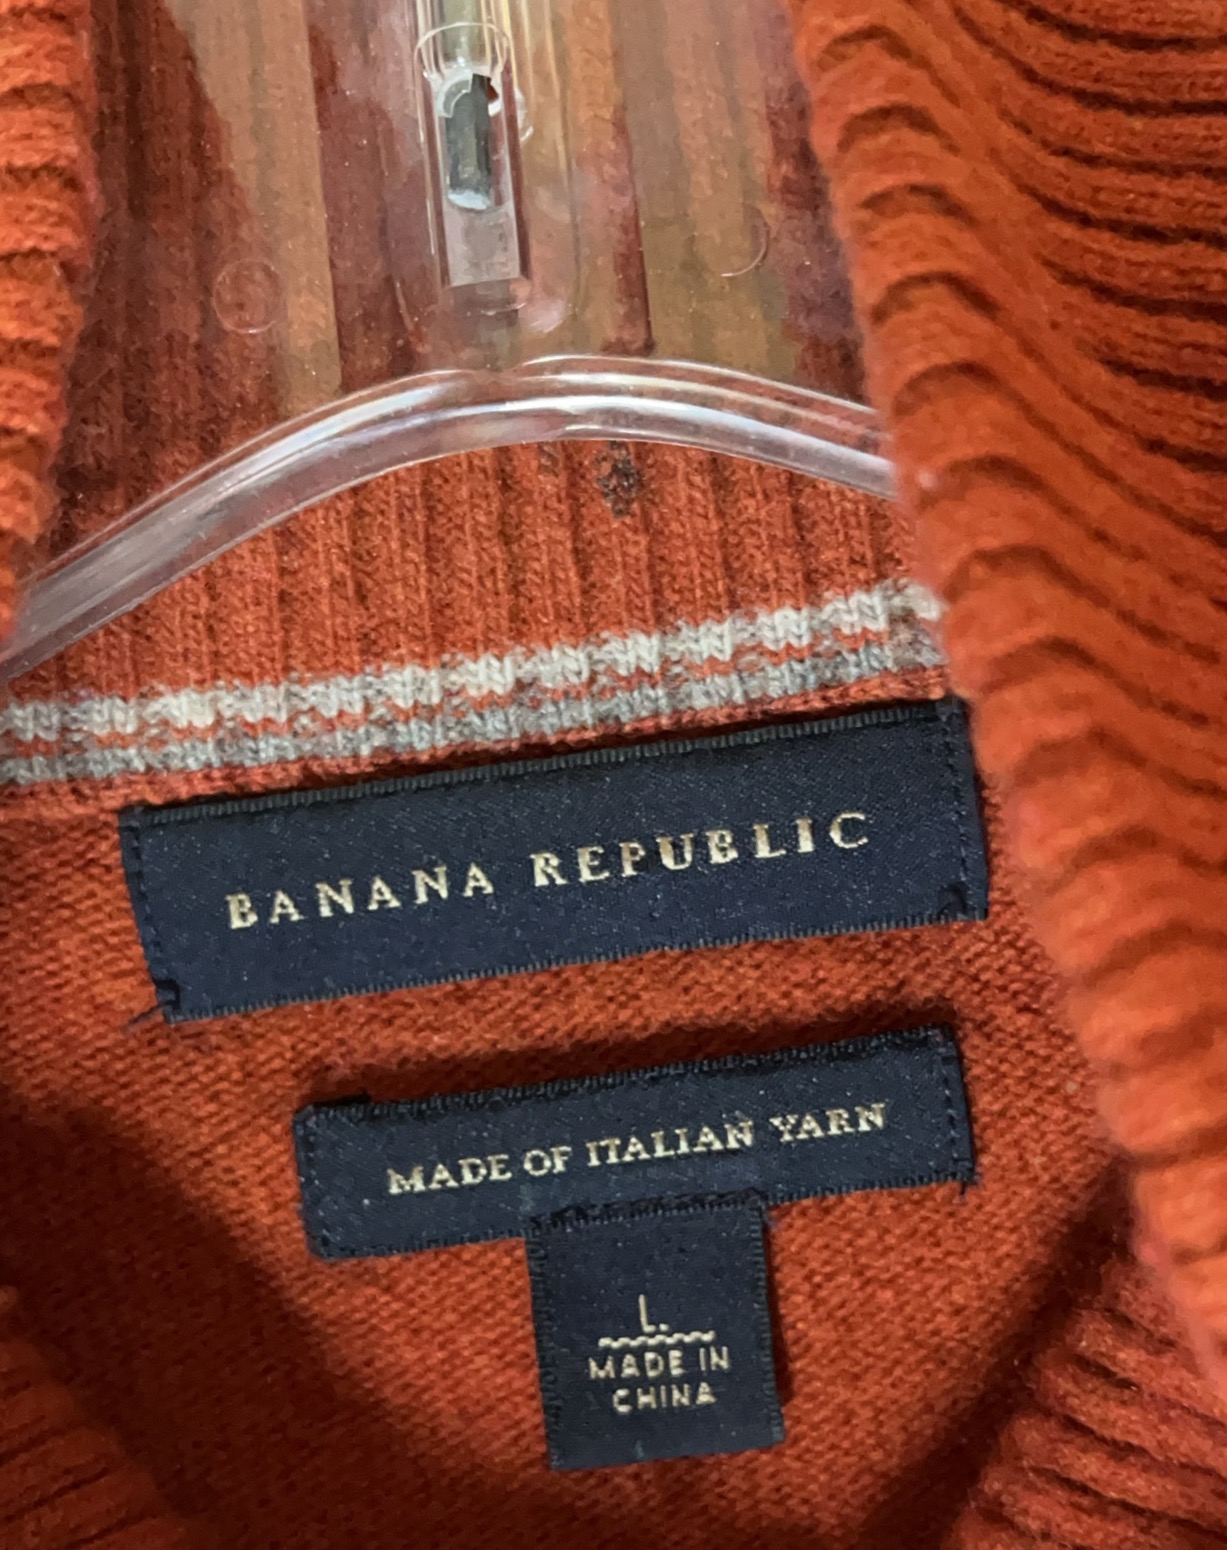 BANANA REPUBLIC
MADE OF ITALIAN YARN
L.
MADE IN
CHINA